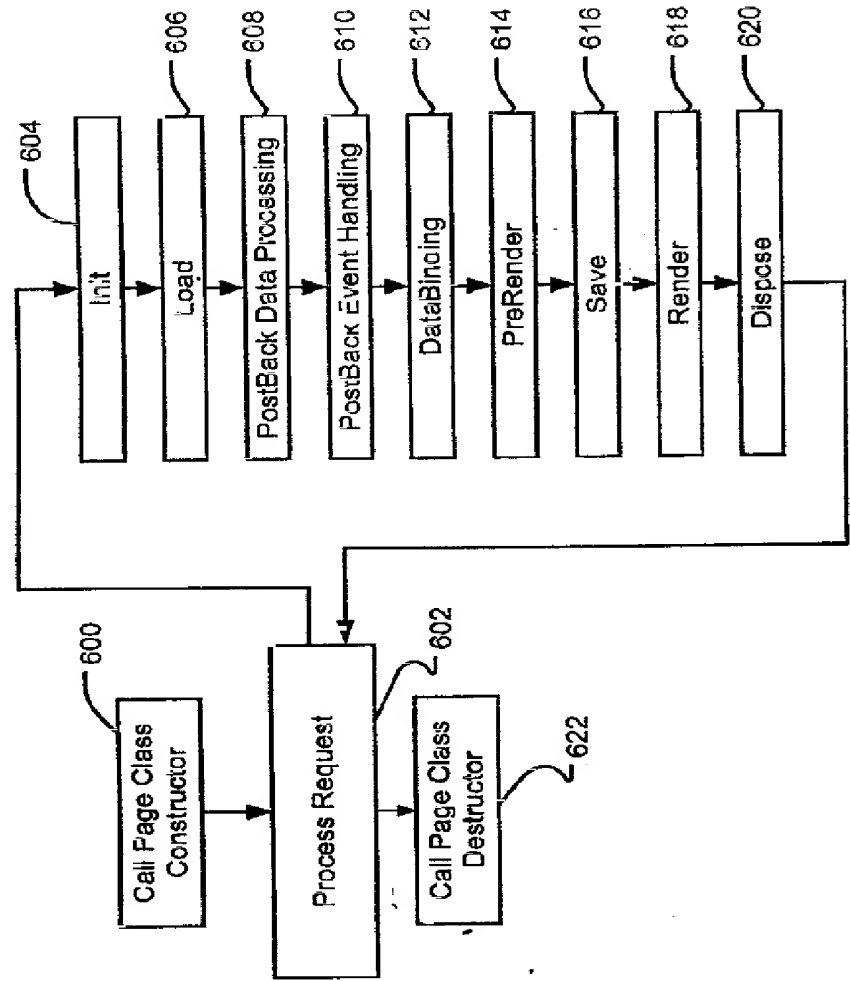 600
Call Page Class
Constructor
Process Request
602
Call Page Class
Destructor
622
604
Init
Load
606
PostBack Data Processing
608
PostBack Event Handling
610
DataBinding
612
PreRender
614
Save
616
Render
618
Dispose
620